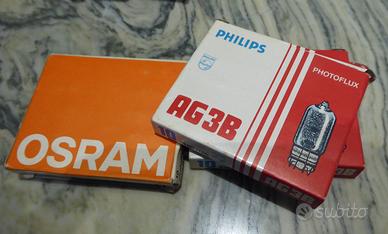 OSRAM
PHILIPS
PHOTOFLUX
AG3B
AG3B
subito